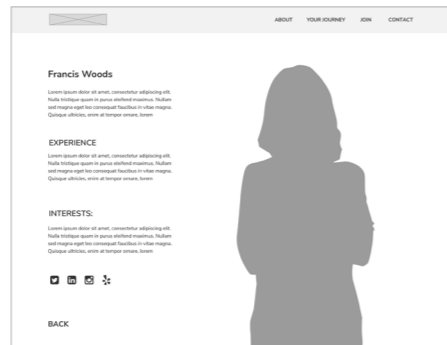 ABOUT YOUR JOURNEY JOIN CONTACT
Francis Woods
Lorem ipsum dolor sit amet, consectetur adipiscing elit.
Nulla tristique quam in purus eleifend maximus. Nullam
sed magna eget leo consequat faucibus in vitae magna.
Quisque ultricies, enim at tempor ornare, lorem
EXPERIENCE
Lorem ipsum dolor sit amet, consectetur adipiscing elit.
Nulla tristique quam in purus eleifend maximus. Nullam
sed magna eget leo consequat faucibus in vitae magna.
Quisque ultricies, enim at tempor ornare, lorem
INTERESTS:
Lorem ipsum dolor sit amet, consectetur adipiscing elit.
Nulla tristique quam in purus eleifend maximus. Nullam
sed magna eget leo consequat faucibus in vitae magna.
Quisque ultricies, enim at tempor ornare, lorem
BACK